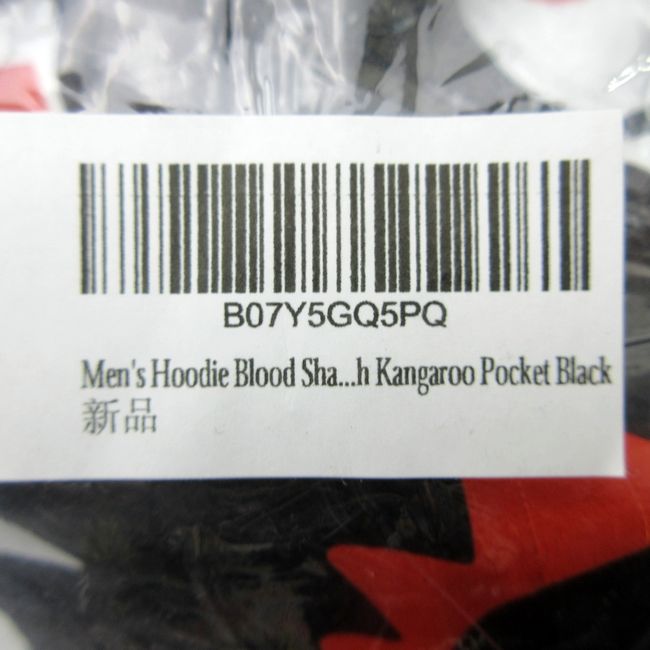 B07Y5GQ5PQ
Men's Hoodie Blood Sha...h Kangaroo Pocket Black
新品